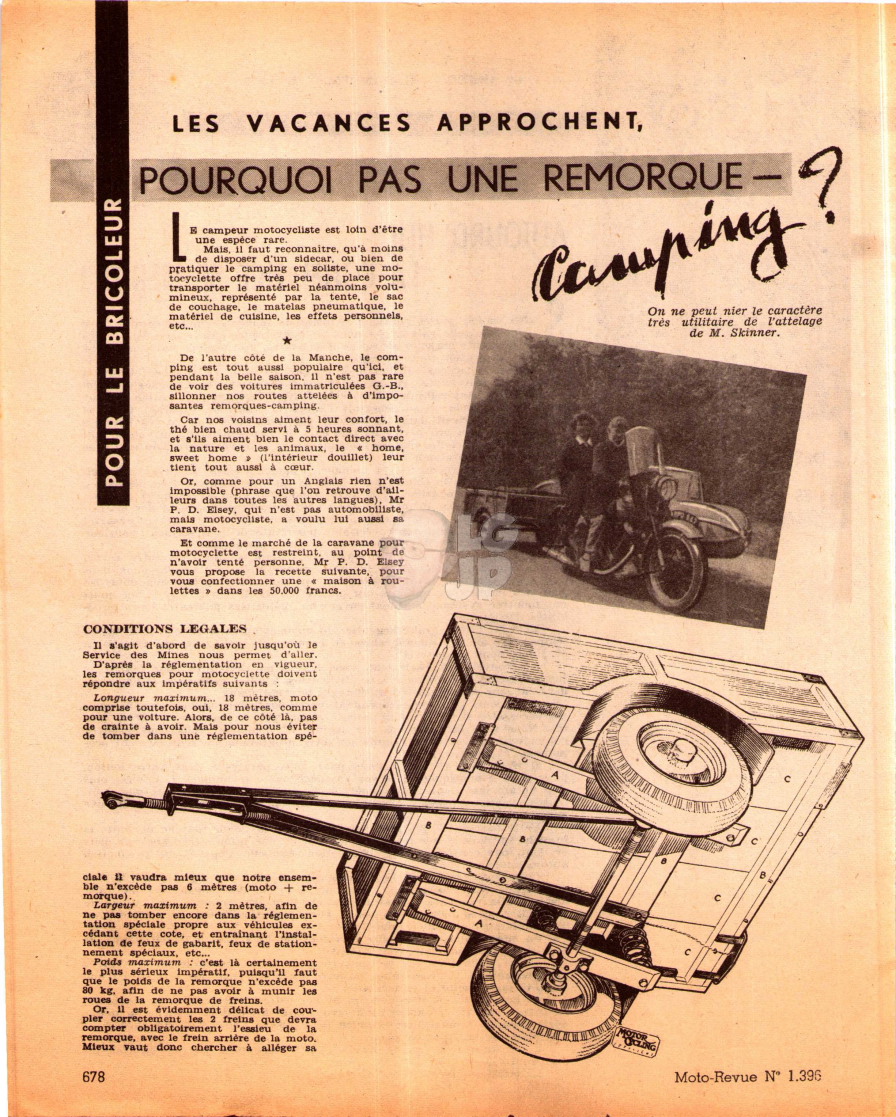 POUR LE BRICOLEUR
LES VACANCES APPROCHENT,
POURQUOI PAS UNE REMORQUE —
Camping ?
LE campeur motocycliste est loin d'être
une espéce rare.
Mais, il faut reconnaitre, qu'à moins
de disposer d'un sidecar, ou bien de
pratiquer le camping en soliste, une mo-
tocyclette offre très peu de place pour
transporter le matériel néanmoins volu-
mineux, représenté par la tente, le sac
de couchage, le matelas pneumatique, le
matériel de cuisine, les effets personnels,
etc...
★
De l'autre côté de la Manche, le com-
ping est tout aussi populaire qu'ici, et
pendant la belle saison, il n'est pas rare
de voir des voitures immatriculées G.-B.,
sillonner nos routes attelées à d'impo-
santes remorques-camping.
Car nos voisins aiment leur confort, le
thé bien chaud servi à 5 heures sonnant,
et s'ils aiment bien le contact direct avec
la nature et les animaux, le « home,
sweet home » (l'intérieur douillet) leur
tient tout aussi à cœur.
Or, comme pour un Anglais rien n'est
impossible (phrase que l'on retrouve d'ail-
leurs dans toutes les autres langues), Mr
P. D. Elsey, qui n'est pas automobiliste,
mais motocycliste, a voulu lui aussi sa
caravane.
Et comme le marché de la caravane pour
motocyclette est restreint, au point de
n'avoir tenté personne, Mr P. D. Elsey
vous propose la recette suivante, pour
vous confectionner une « maison à rou-
lettes » dans les 50.000 francs.
On ne peut nier le caractère
très utilitaire de l'attelage
de M. Skinner.
LG
JP
CONDITIONS LEGALES
Il s'agit d'abord de savoir jusqu'où le
Service des Mines nous permet d'aller.
D'après la réglementation en vigueur,
les remorques pour motocyclette doivent
répondre aux impératifs suivants :
Longueur maximum... 18 mètres, moto
comprise toutefois, oui, 18 mètres, comme
pour une voiture. Alors, de ce côté là, pas
de crainte à avoir. Mais pour nous éviter
de tomber dans une réglementation spé-
ciale il vaudra mieux que notre ensem-
ble n'excède pas 6 mètres (moto + re-
morque).
Largeur maximum : 2 mètres, afin de
ne pas tomber encore dans la réglemen-
tation spéciale propre aux véhicules ex-
cédant cette cote, et entraînant l'instal-
lation de feux de gabarit, feux de station-
nement spéciaux, etc...
Poids maximum : c'est là certainement
le plus sérieux impératif, puisqu'il faut
que le poids de la remorque n'excède pas
80 kg, afin de ne pas avoir à munir les
roues de la remorque de freins.
Or, il est évidemment délicat de cou-
pler correctement les 2 freins que devra
compter obligatoirement l'essieu de la
remorque, avec le frein arrière de la moto.
Mieux vaut donc chercher à alléger sa
A
C
B
B
C
C
B
B
C
A
C
MOTOR
CYCLING
678
Moto-Revue N° 1.396